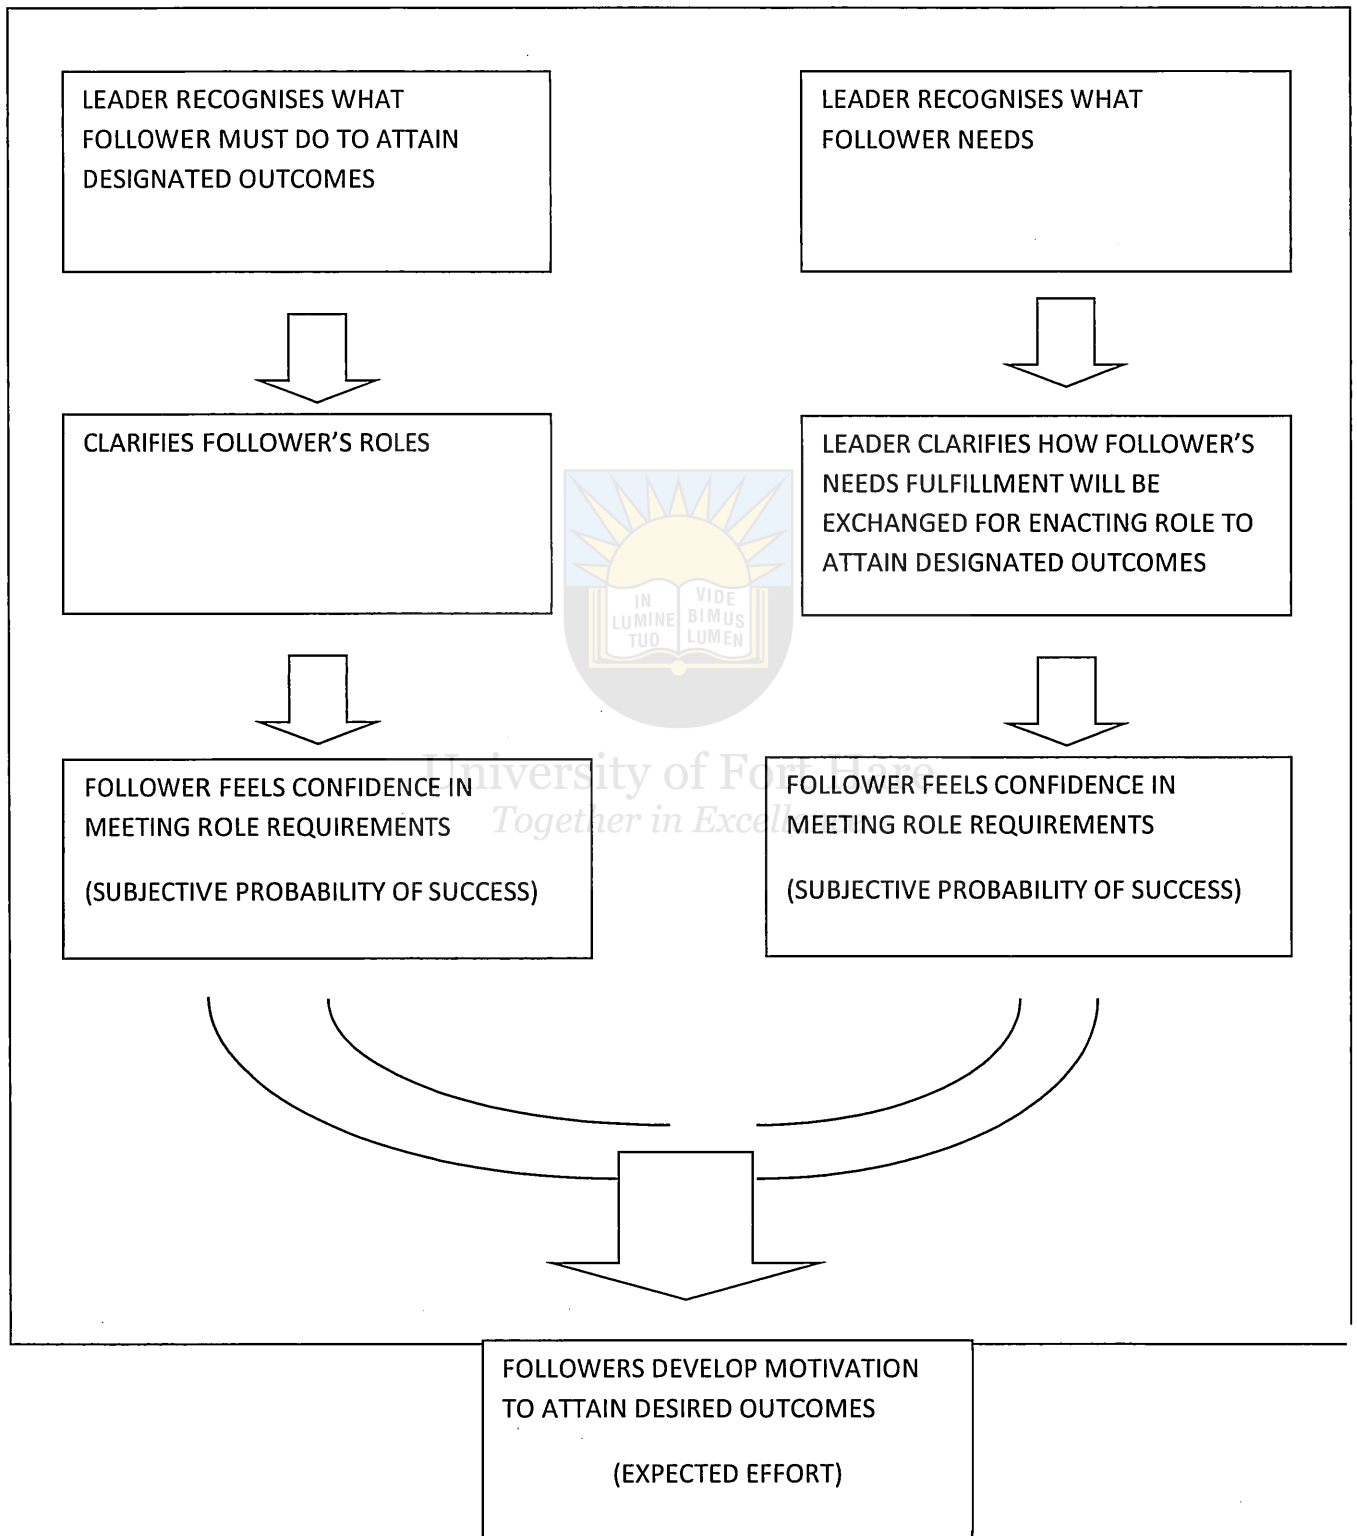 LEADER RECOGNISES WHAT
FOLLOWER MUST DO TO ATTAIN
DESIGNATED OUTCOMES
LEADER RECOGNISES WHAT
FOLLOWER NEEDS
CLARIFIES FOLLOWER’S ROLES
LEADER CLARIFIES HOW FOLLOWER’S
NEEDS FULFILLMENT WILL BE
EXCHANGED FOR ENACTING ROLE TO
ATTAIN DESIGNATED OUTCOMES
IN
LUMINE
TUO
VIDE
BIMUS
LUMEN
University of Fort Hare
Together in Excellence
FOLLOWER FEELS CONFIDENCE IN
MEETING ROLE REQUIREMENTS
(SUBJECTIVE PROBABILITY OF SUCCESS)
FOLLOWER FEELS CONFIDENCE IN
MEETING ROLE REQUIREMENTS
(SUBJECTIVE PROBABILITY OF SUCCESS)
FOLLOWERS DEVELOP MOTIVATION
TO ATTAIN DESIRED OUTCOMES
(EXPECTED EFFORT)